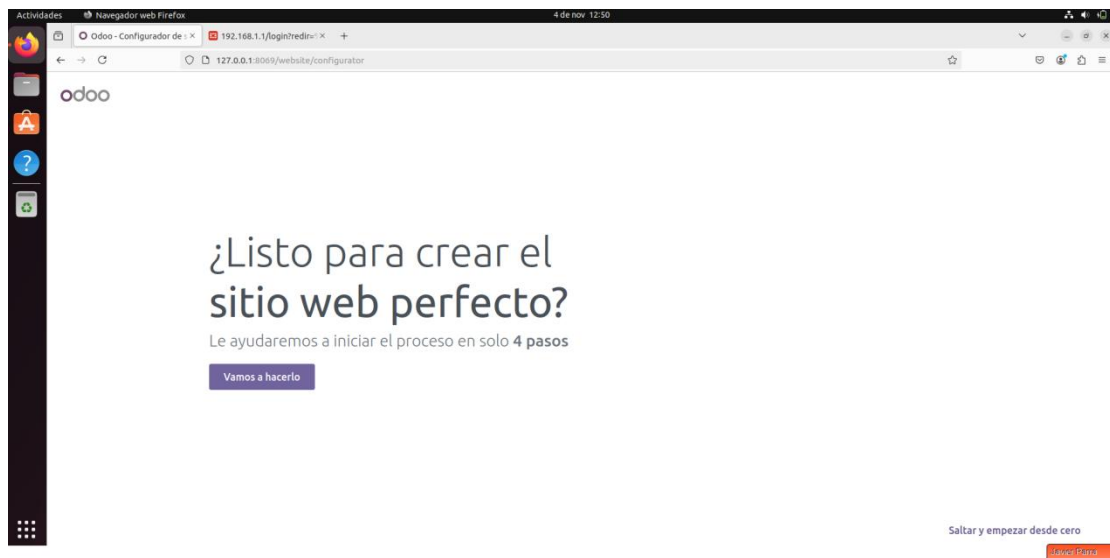 Actividades Navegador web Firefox 4 de nov 12:50
Odoo - Configurador de s 192.168.1.1/login?redir=
127.0.0.1:8069/website/configurator
odoo
¿Listo para crear el
sitio web perfecto?
Le ayudaremos a iniciar el proceso en solo 4 pasos
Vamos a hacerlo
Saltar y empezar desde cero
Javier Parra